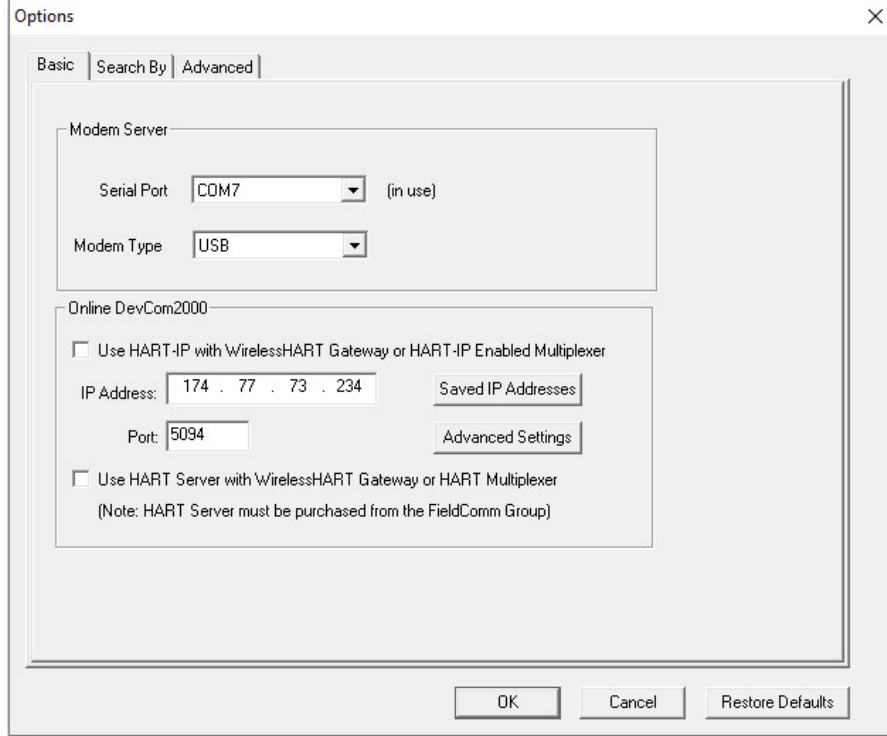 Options
Basic Search By Advanced
Modem Server
Serial Port COM7 (in use)
Modem Type USB
Online DevCom2000
Use HART-IP with WirelessHART Gateway or HART-IP Enabled Multiplexer
IP Address: 174 . 77 . 73 . 234 Saved IP Addresses
Port: 5094 Advanced Settings
Use HART Server with WirelessHART Gateway or HART Multiplexer
(Note: HART Server must be purchased from the FieldComm Group)
OK Cancel Restore Defaults